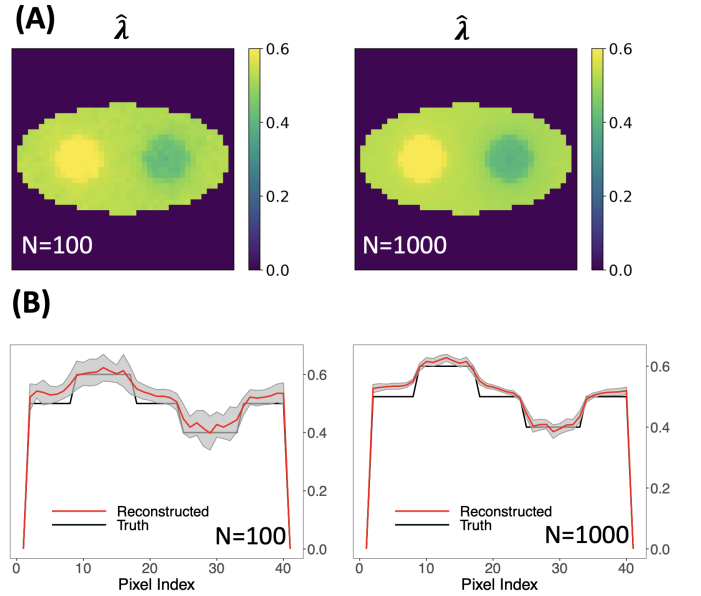 (A)
λ̂ λ̂
0.6
0.4
0.2
0.0
N=100
0.6
0.4
0.2
0.0
N=1000
(B)
0.6
0.4
0.2
0.0
Reconstructed
Truth
N=100
0 10 20 30 40
Pixel Index
0.6
0.4
0.2
0.0
Reconstructed
Truth
N=1000
0 10 20 30 40
Pixel Index